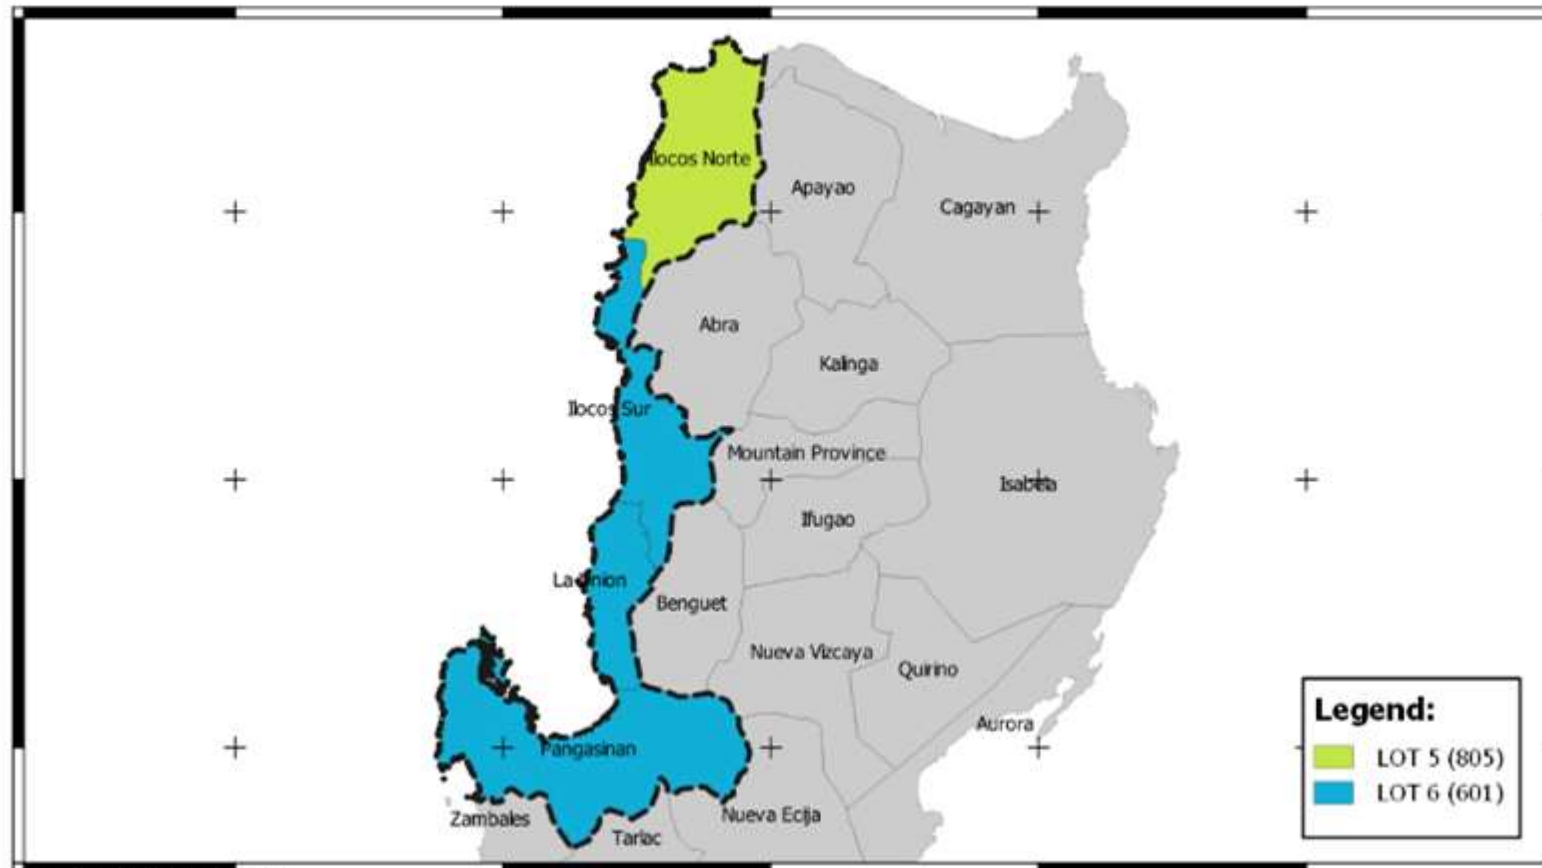 Ilocos Norte
Apayao
Cagayan
Abra
Kalinga
Ilocos Sur
Mountain Province
Isabela
Ifugao
La Union
Benguet
Nueva Vizcaya
Quirino
Aurora
Pangasinan
Zambales
Tarlac
Nueva Ecija
Legend:
LOT 5 (805)
LOT 6 (601)